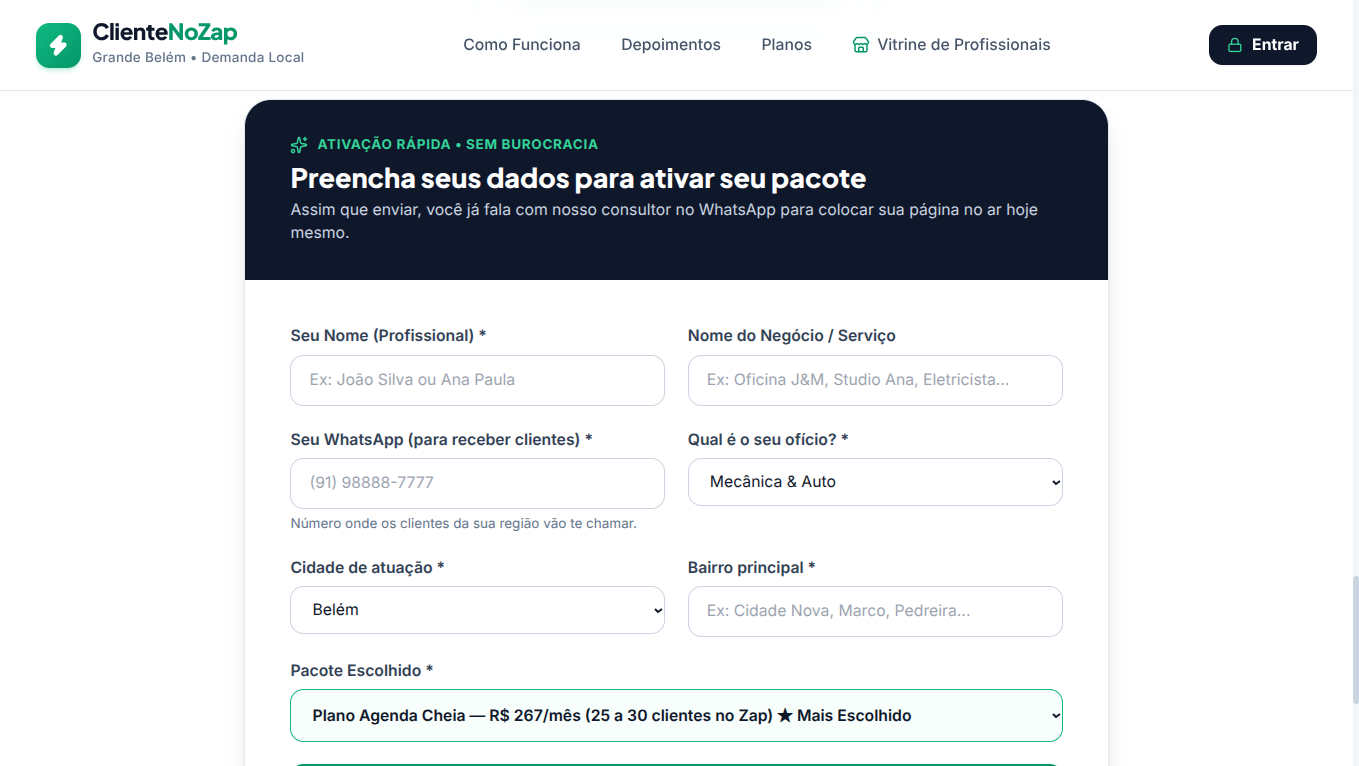 ClienteNoZap
Grande Belém • Demanda Local
Como Funciona
Depoimentos
Planos
Vitrine de Profissionais
Entrar
ATIVAÇÃO RÁPIDA • SEM BUROCRACIA
Preencha seus dados para ativar seu pacote
Assim que enviar, você já fala com nosso consultor no WhatsApp para colocar sua página no ar hoje
mesmo.
Seu Nome (Profissional) *
Nome do Negócio / Serviço
Ex: João Silva ou Ana Paula
Ex: Oficina J&M, Studio Ana, Eletricista...
Seu WhatsApp (para receber clientes) *
Qual é o seu ofício? *
(91) 98888-7777
Mecânica & Auto
Número onde os clientes da sua região vão te chamar.
Cidade de atuação *
Bairro principal *
Belém
Ex: Cidade Nova, Marco, Pedreira...
Pacote Escolhido *
Plano Agenda Cheia — R$ 267/mês (25 a 30 clientes no Zap) ★ Mais Escolhido